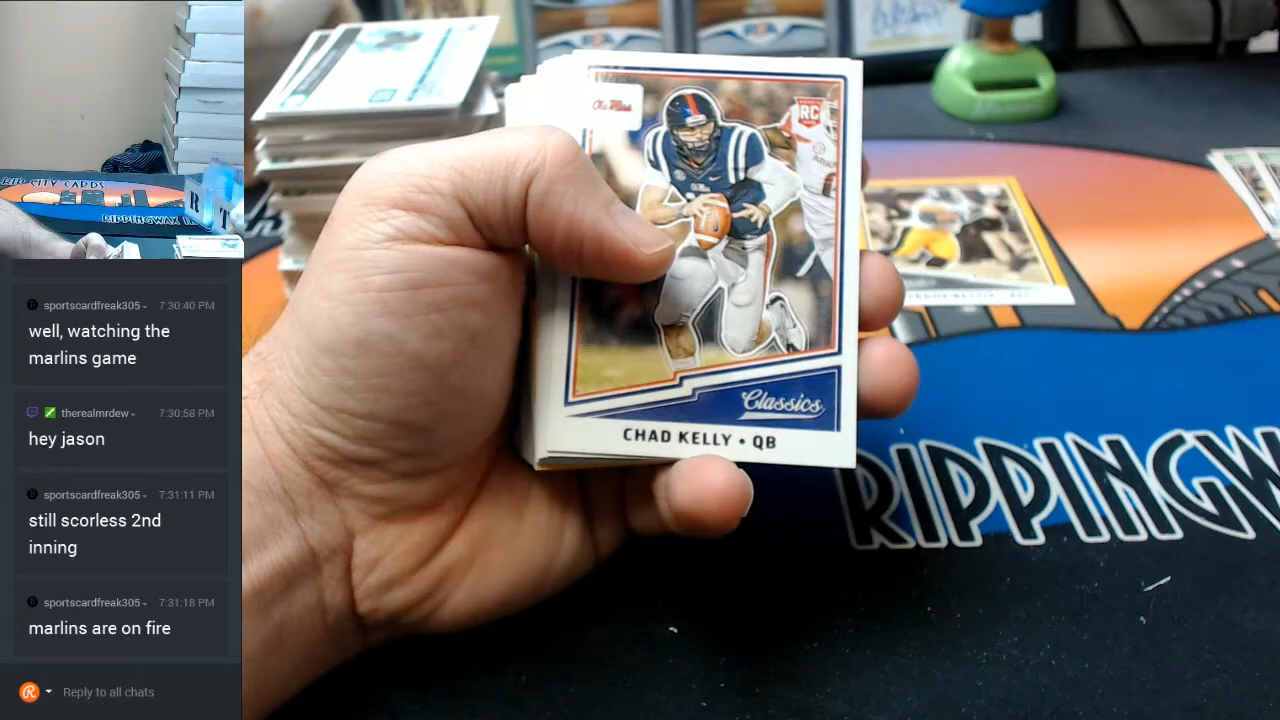 RIP CITY CARDS
RIPPINGWAX
R T
sportscardfreak305 7:30:40 PM
well, watching the
marlins game
therealmrdew 7:30:58 PM
hey jason
sportscardfreak305 7:31:11 PM
still scorless 2nd
inning
sportscardfreak305 7:31:18 PM
marlins are on fire
Reply to all chats
Ole Miss
RC
Classics
CHAD KELLY • QB
RIPPINGW